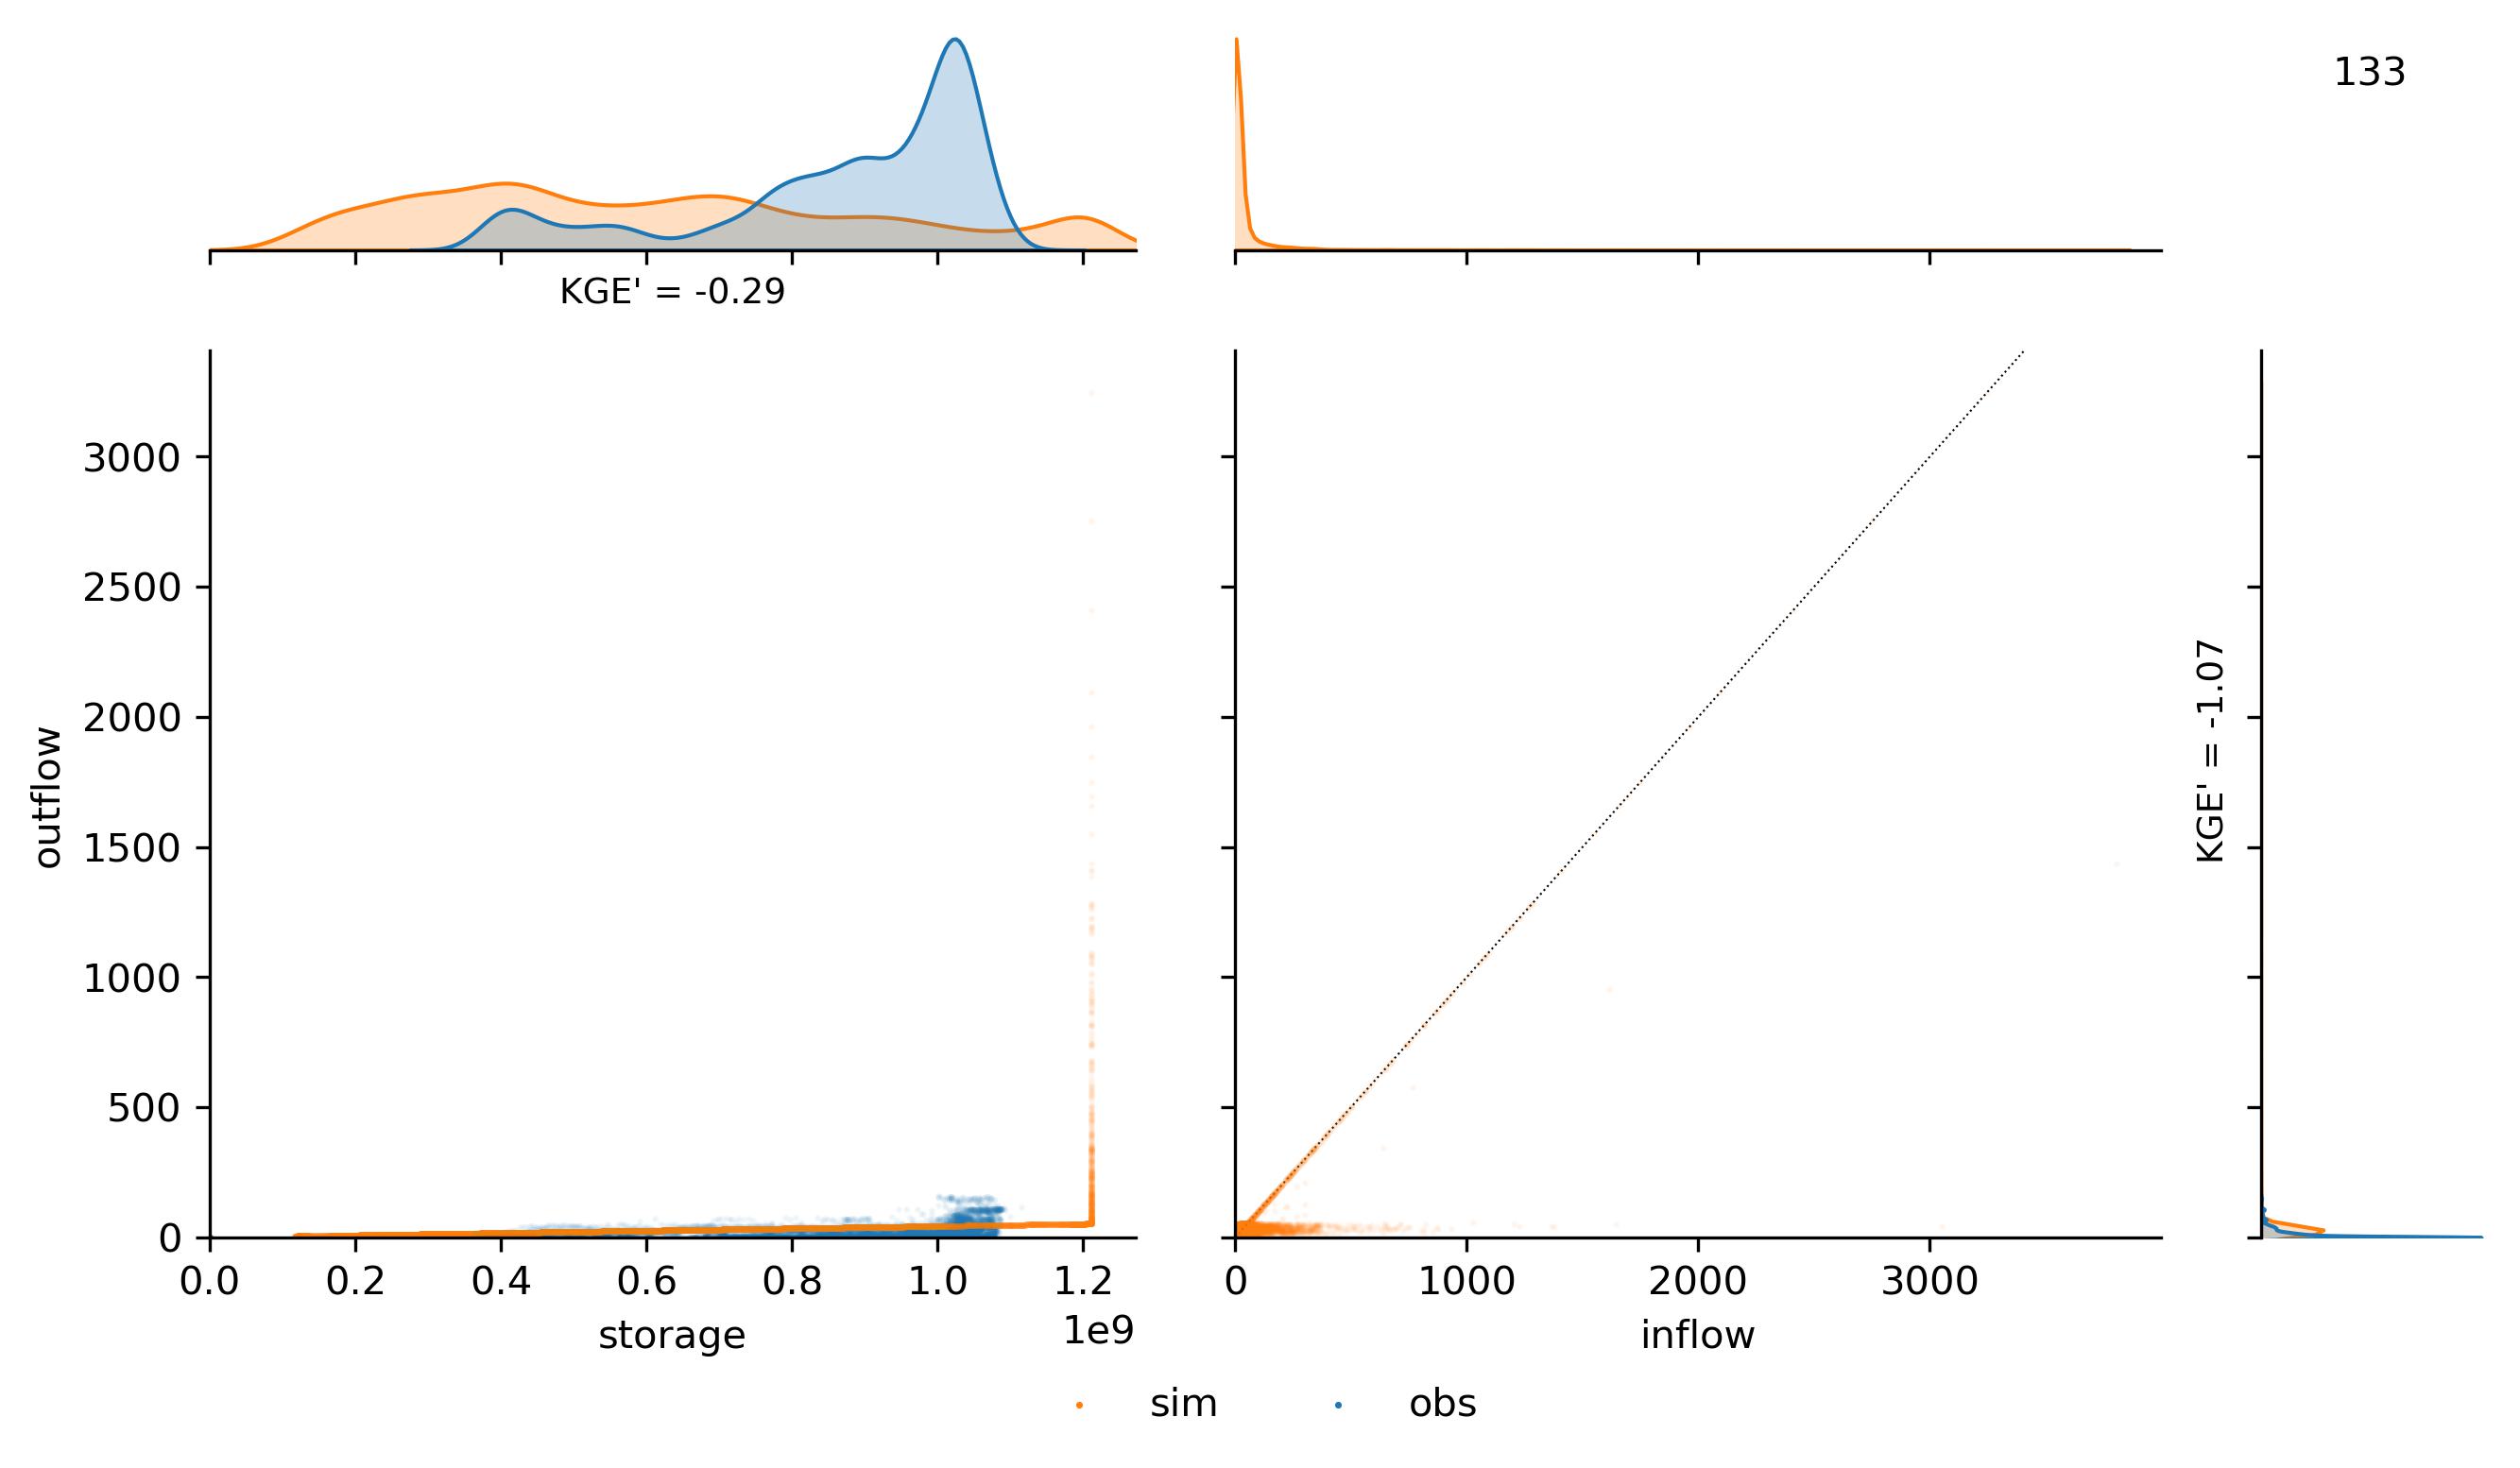 133
KGE' = -0.29
outflow
3000
2500
2000
1500
1000
500
0
0.0 0.2 0.4 0.6 0.8 1.0 1.2
1e9
storage
0 1000 2000 3000
inflow
KGE' = -1.07
sim obs